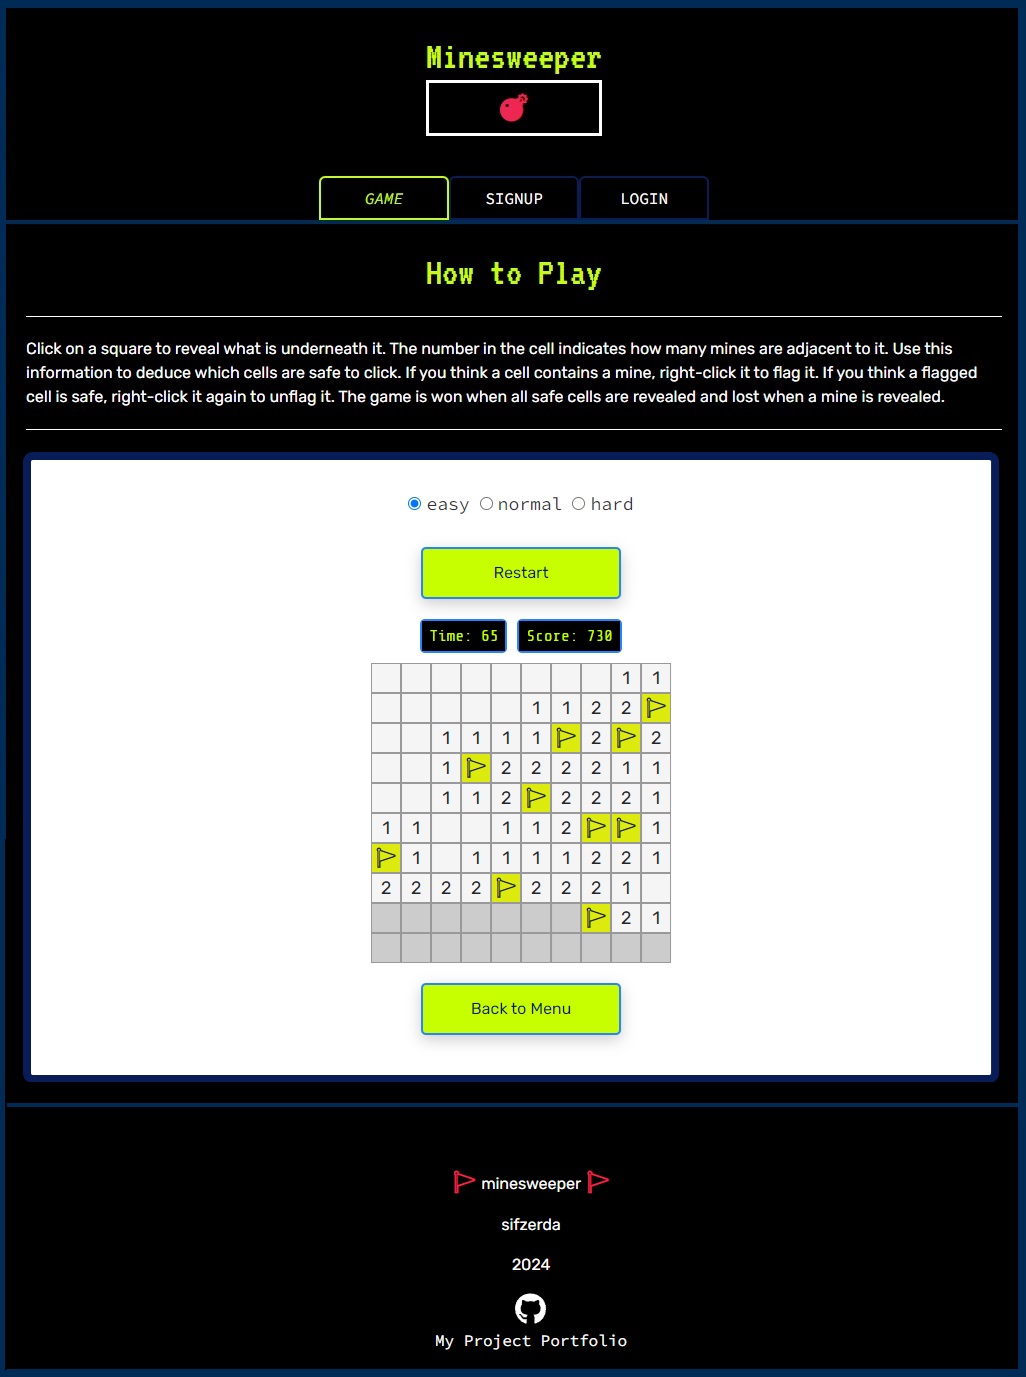 Minesweeper
GAME SIGNUP LOGIN
How to Play
Click on a square to reveal what is underneath it. The number in the cell indicates how many mines are adjacent to it. Use this
information to deduce which cells are safe to click. If you think a cell contains a mine, right-click it to flag it. If you think a flagged
cell is safe, right-click it again to unflag it. The game is won when all safe cells are revealed and lost when a mine is revealed.
easy normal hard
Restart
Time: 65 Score: 730
1 1
1 1 2 2
1 1 1 1 2 2
1 2 2 2 2 1 1
1 1 2 2 2 2 1
1 1 1 1 2 1
1 1 1 1 1 2 2 1
2 2 2 2 2 2 2 1
2 1
Back to Menu
minesweeper
sifzerda
2024
My Project Portfolio